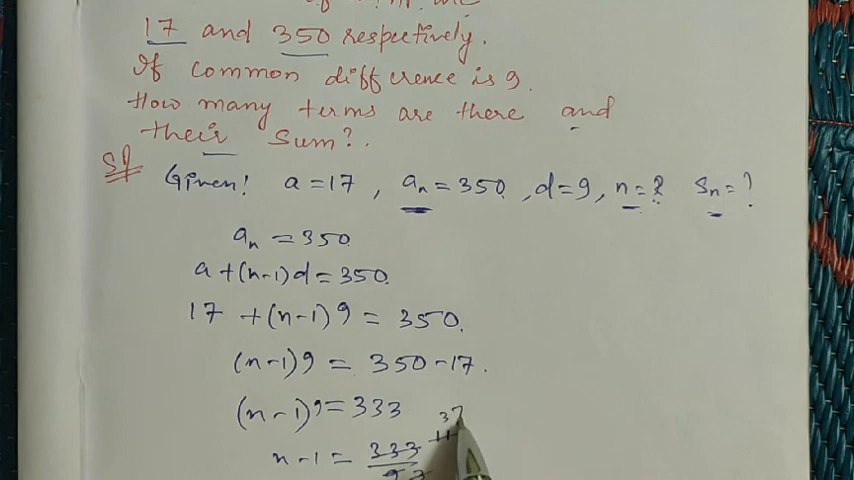 17 and 350 respectively.
If common difference is 9.
How many terms are there and
their sum?.
Sol Given! a = 17, aₙ = 350, d = 9, n = ? Sₙ = ?
aₙ = 350.
a + (n-1)d = 350.
17 + (n-1) 9 = 350.
(n-1)9 = 350-17.
(n-1)9 = 333
37
n-1 = 333